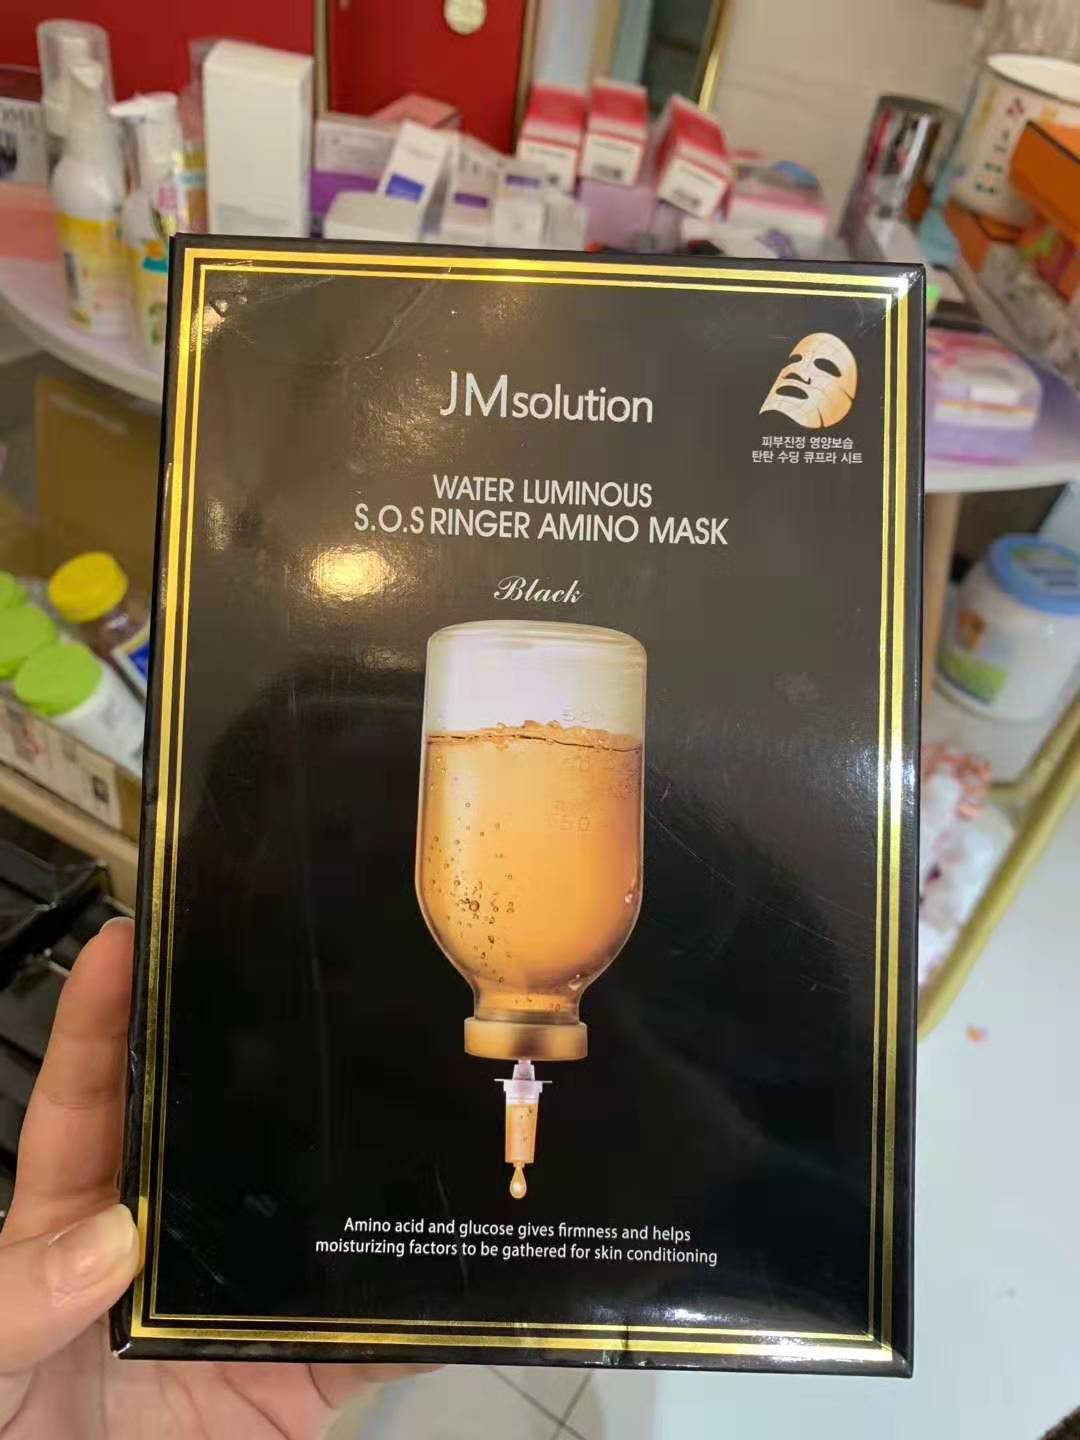 JMsolution
피부진정 영양보습
탄탄 수딩 큐프라 시트
WATER LUMINOUS
S.O.S RINGER AMINO MASK
Black
50
Amino acid and glucose gives firmness and helps
moisturizing factors to be gathered for skin conditioning